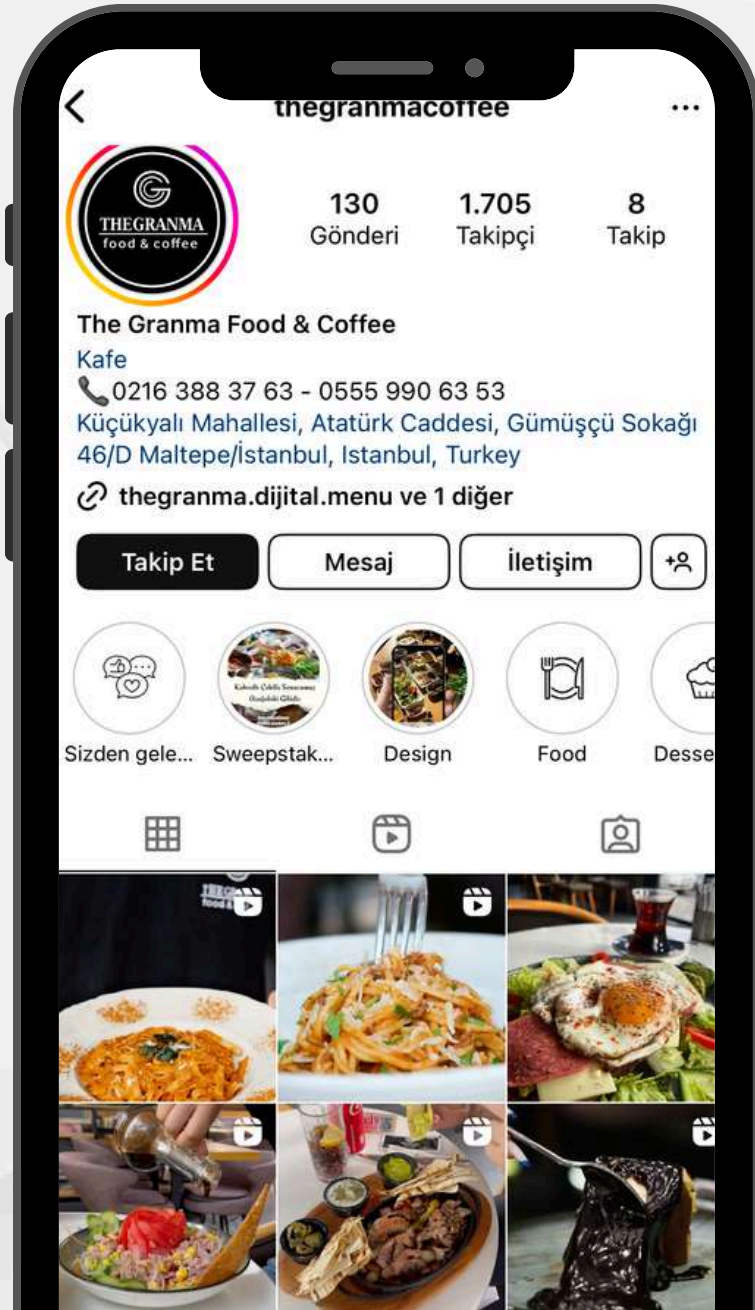 thegranmacoffee
THEGRANMA
food & coffee
130
Gönderi
1.705
Takipçi
8
Takip
The Granma Food & Coffee
Kafe
0216 388 37 63 - 0555 990 63 53
Küçükyalı Mahallesi, Atatürk Caddesi, Gümüşçü Sokağı
46/D Maltepe/İstanbul, Istanbul, Turkey
thegranma.dijital.menu ve 1 diğer
Takip Et
Mesaj
İletişim
Sizden gele...
Sweepstak...
Design
Food
Desse